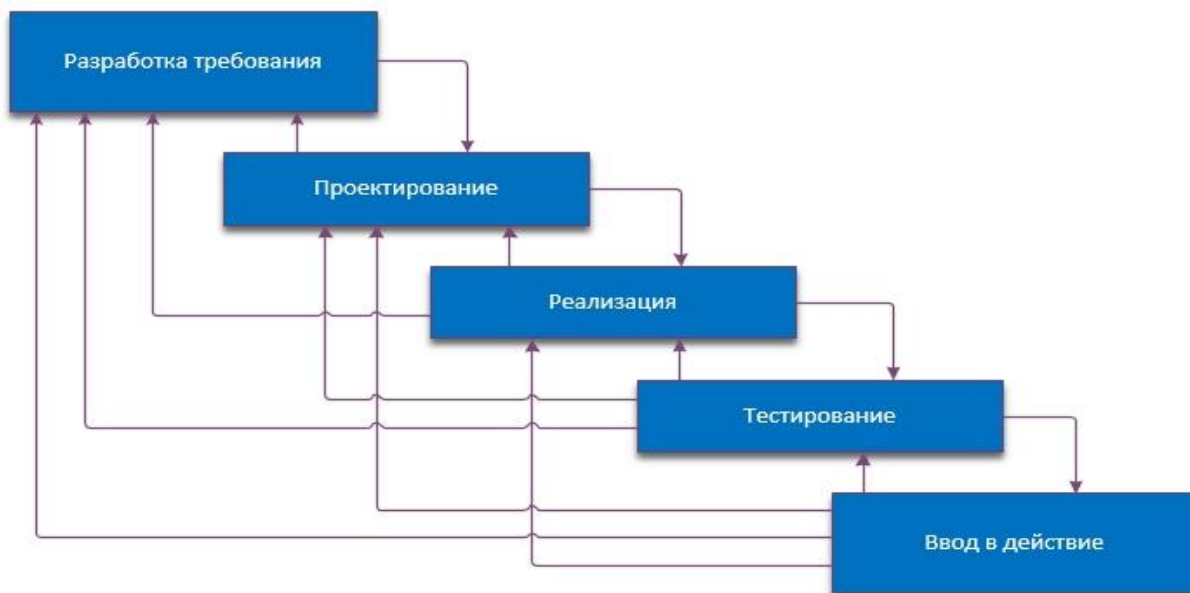 Разработка требования
Проектирование
Реализация
Тестирование
Ввод в действие